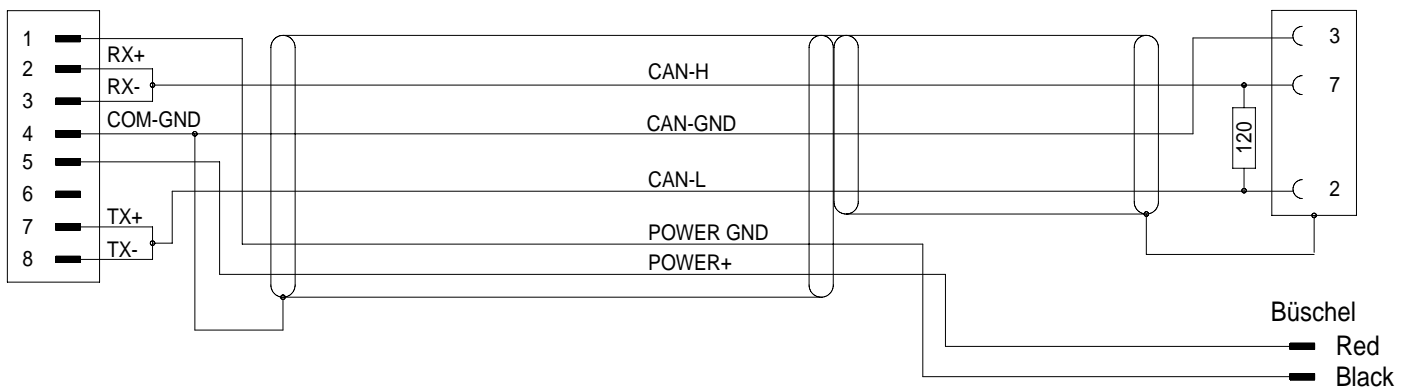 1
RX+
2
RX-
3
COM-GND
4
5
6
TX+
7
TX-
8
CAN-H
CAN-GND
CAN-L
POWER GND
POWER+
120
3
7
2
Büschel
Red
Black